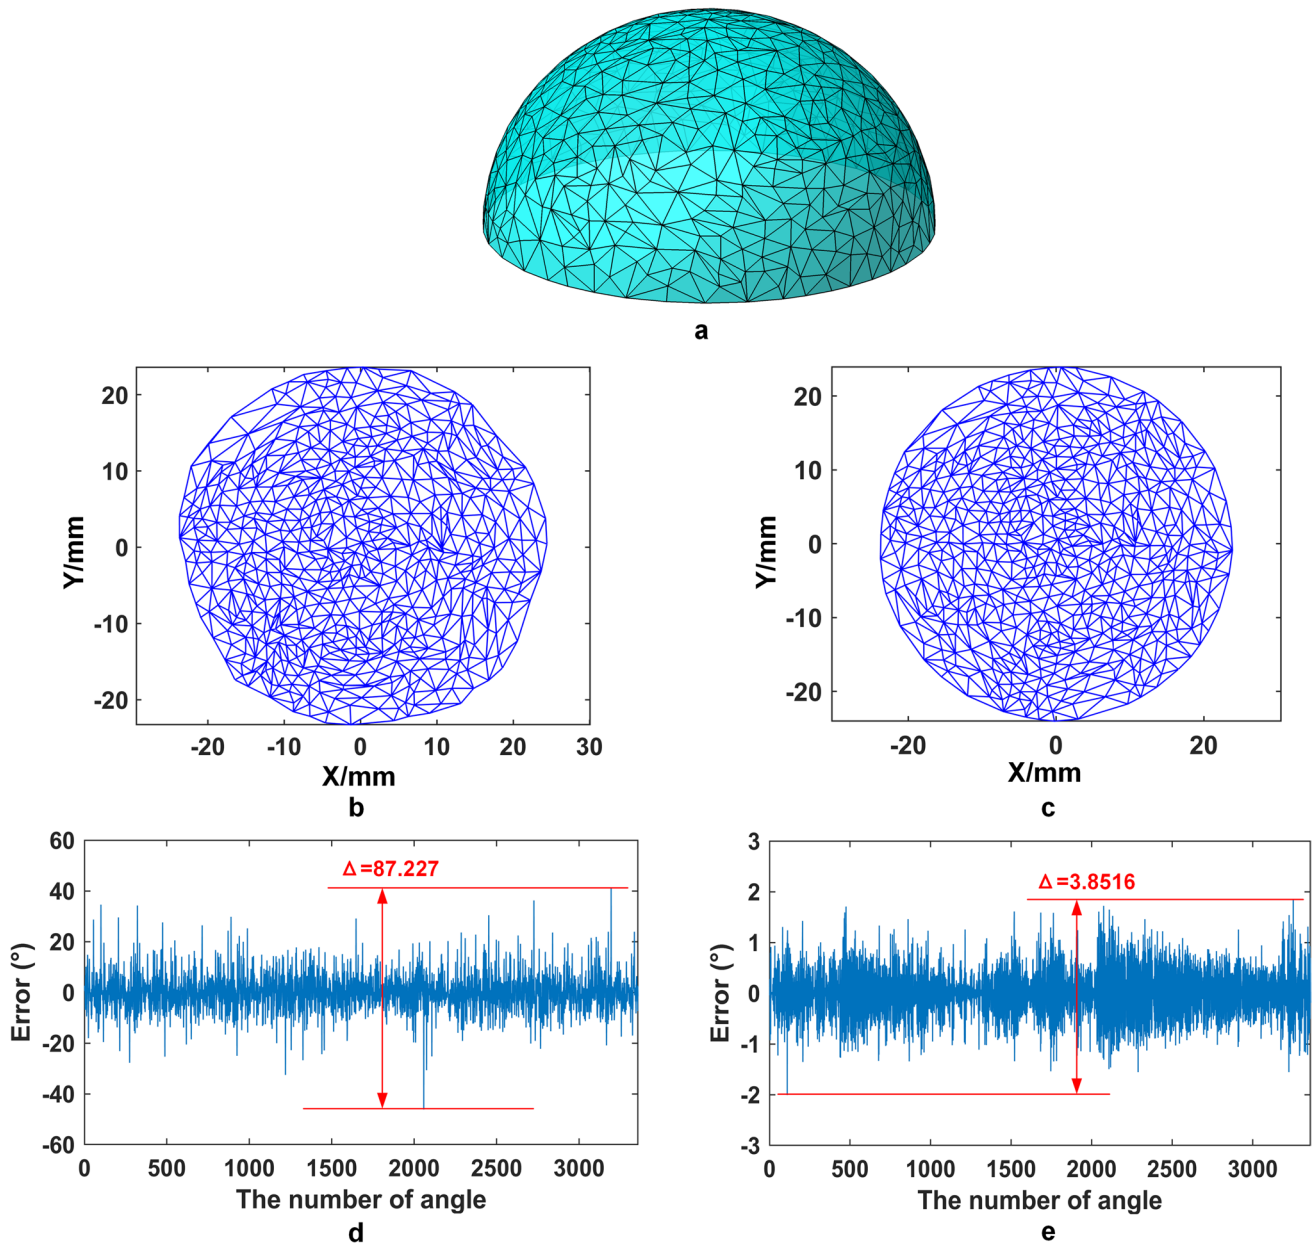 a
20
10
0
-10
-20
Y/mm
-20 -10 0 10 20 30
X/mm
b
20
10
0
-10
-20
Y/mm
-20 0 20
X/mm
c
60
40
20
0
-20
-40
-60
Error (°)
Δ=87.227
0 500 1000 1500 2000 2500 3000
The number of angle
d
3
2
1
0
-1
-2
-3
Error (°)
Δ=3.8516
0 500 1000 1500 2000 2500 3000
The number of angle
e